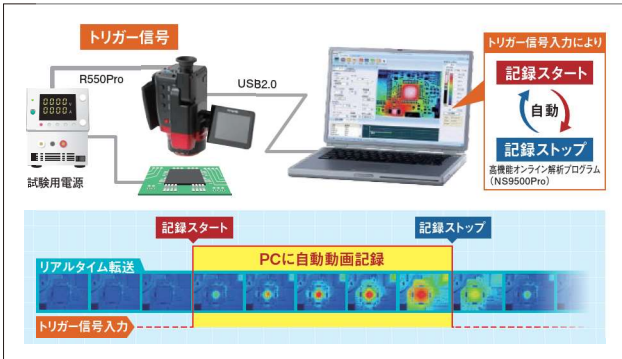 トリガー信号
R550Pro
USB2.0
試験用電源
トリガー信号入力により
記録スタート
自動
記録ストップ
高機能オンライン解析プログラム
(NS9500Pro)
記録スタート
記録ストップ
PCに自動動画記録
リアルタイム転送
トリガー信号入力